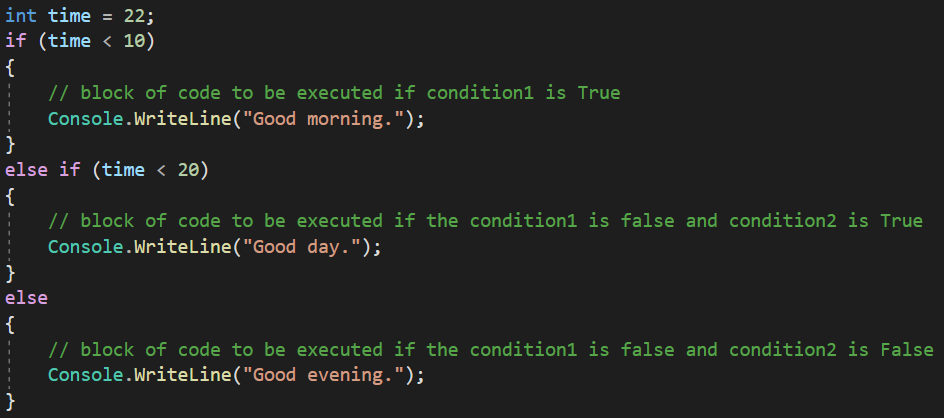 int time = 22;
if (time < 10)
{
    // block of code to be executed if condition1 is True
    Console.WriteLine("Good morning.");
}
else if (time < 20)
{
    // block of code to be executed if the condition1 is false and condition2 is True
    Console.WriteLine("Good day.");
}
else
{
    // block of code to be executed if the condition1 is false and condition2 is False
    Console.WriteLine("Good evening.");
}